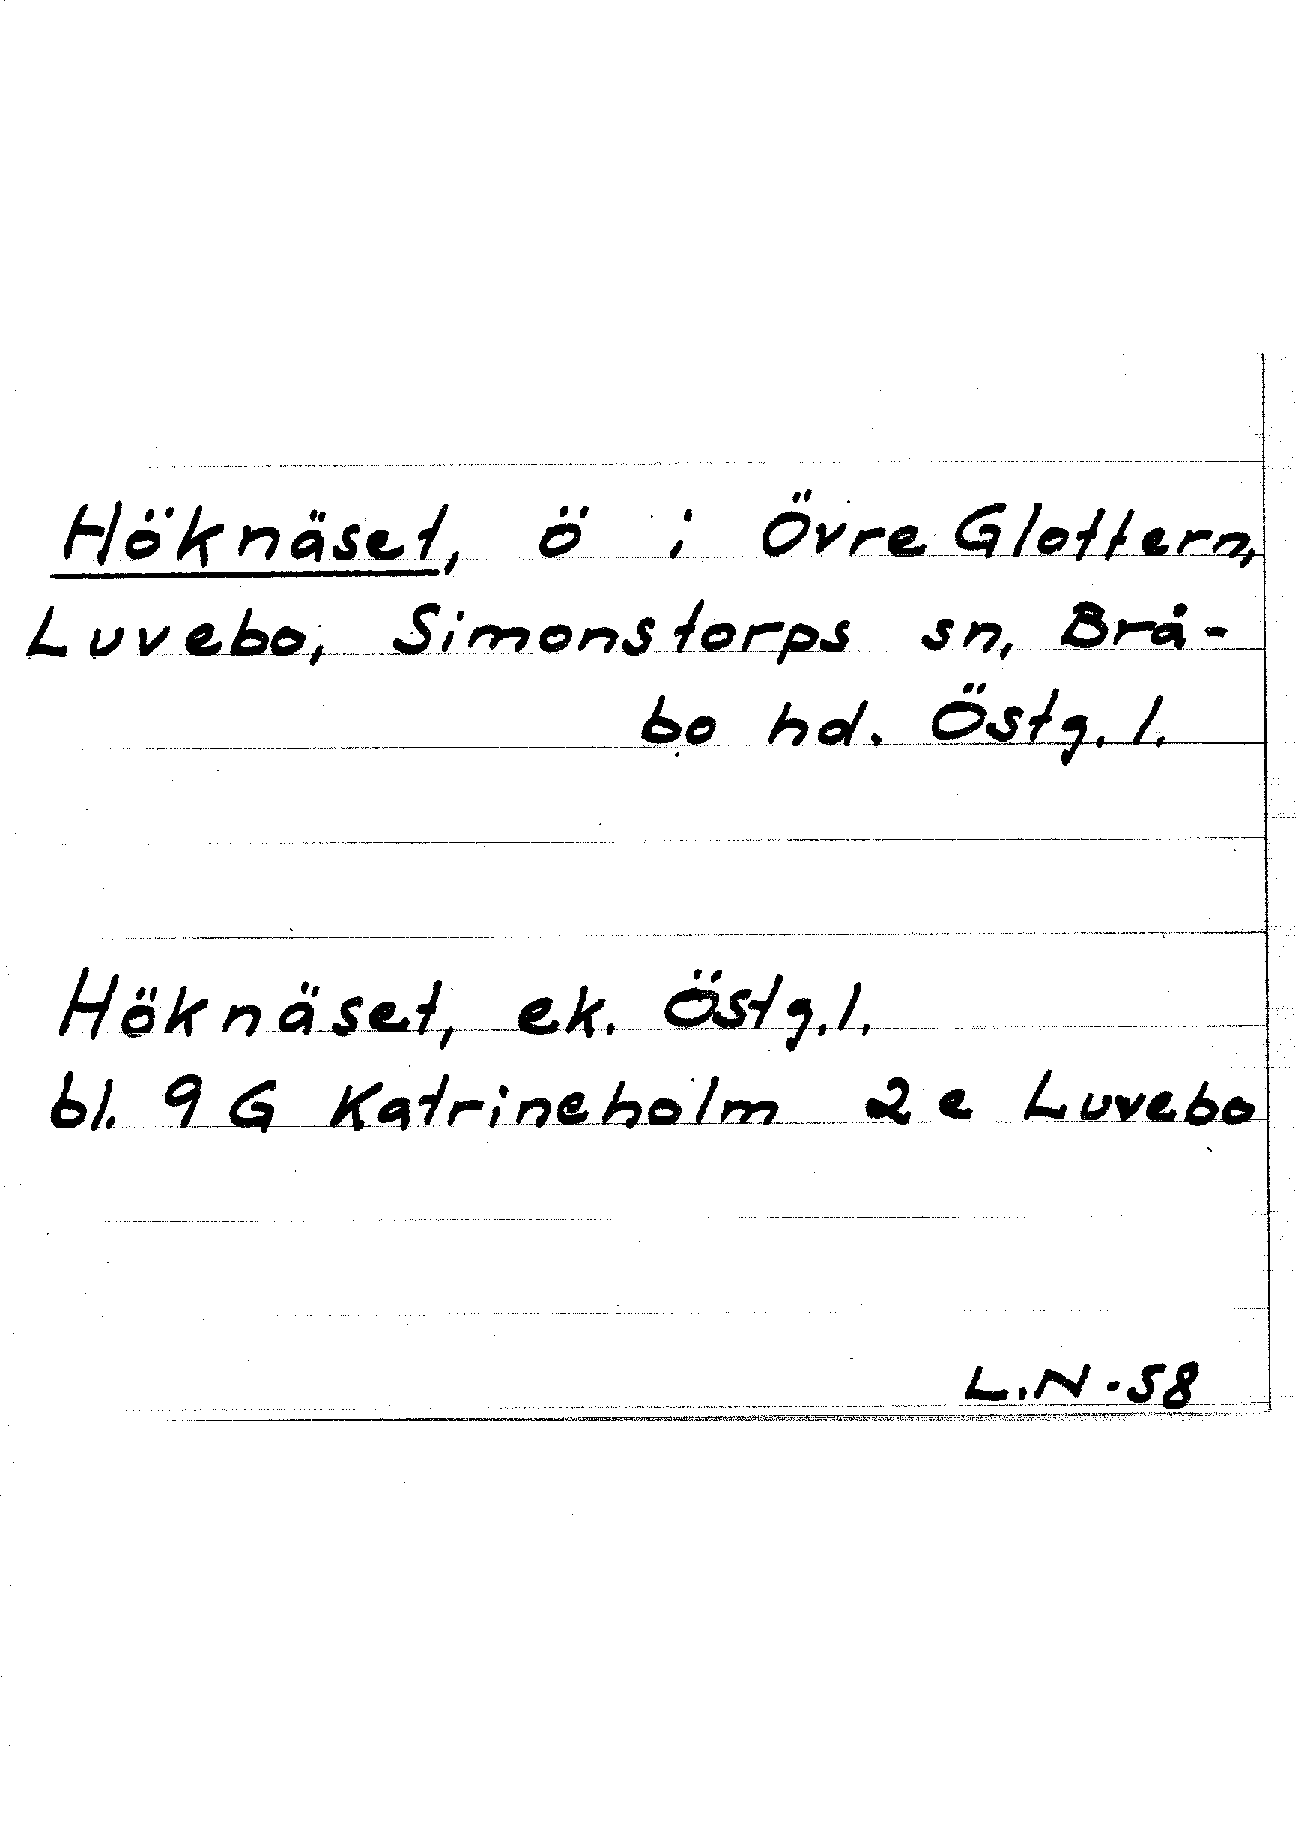 Höknäset, ö i Övre Glottern,
Luvebo, Simonstorps sn, Brå-
bo hd. Östg. l.
Höknäset, ek. Östg. l.
bl. 9 G Katrineholm 2 e Luvebo
L.N -58